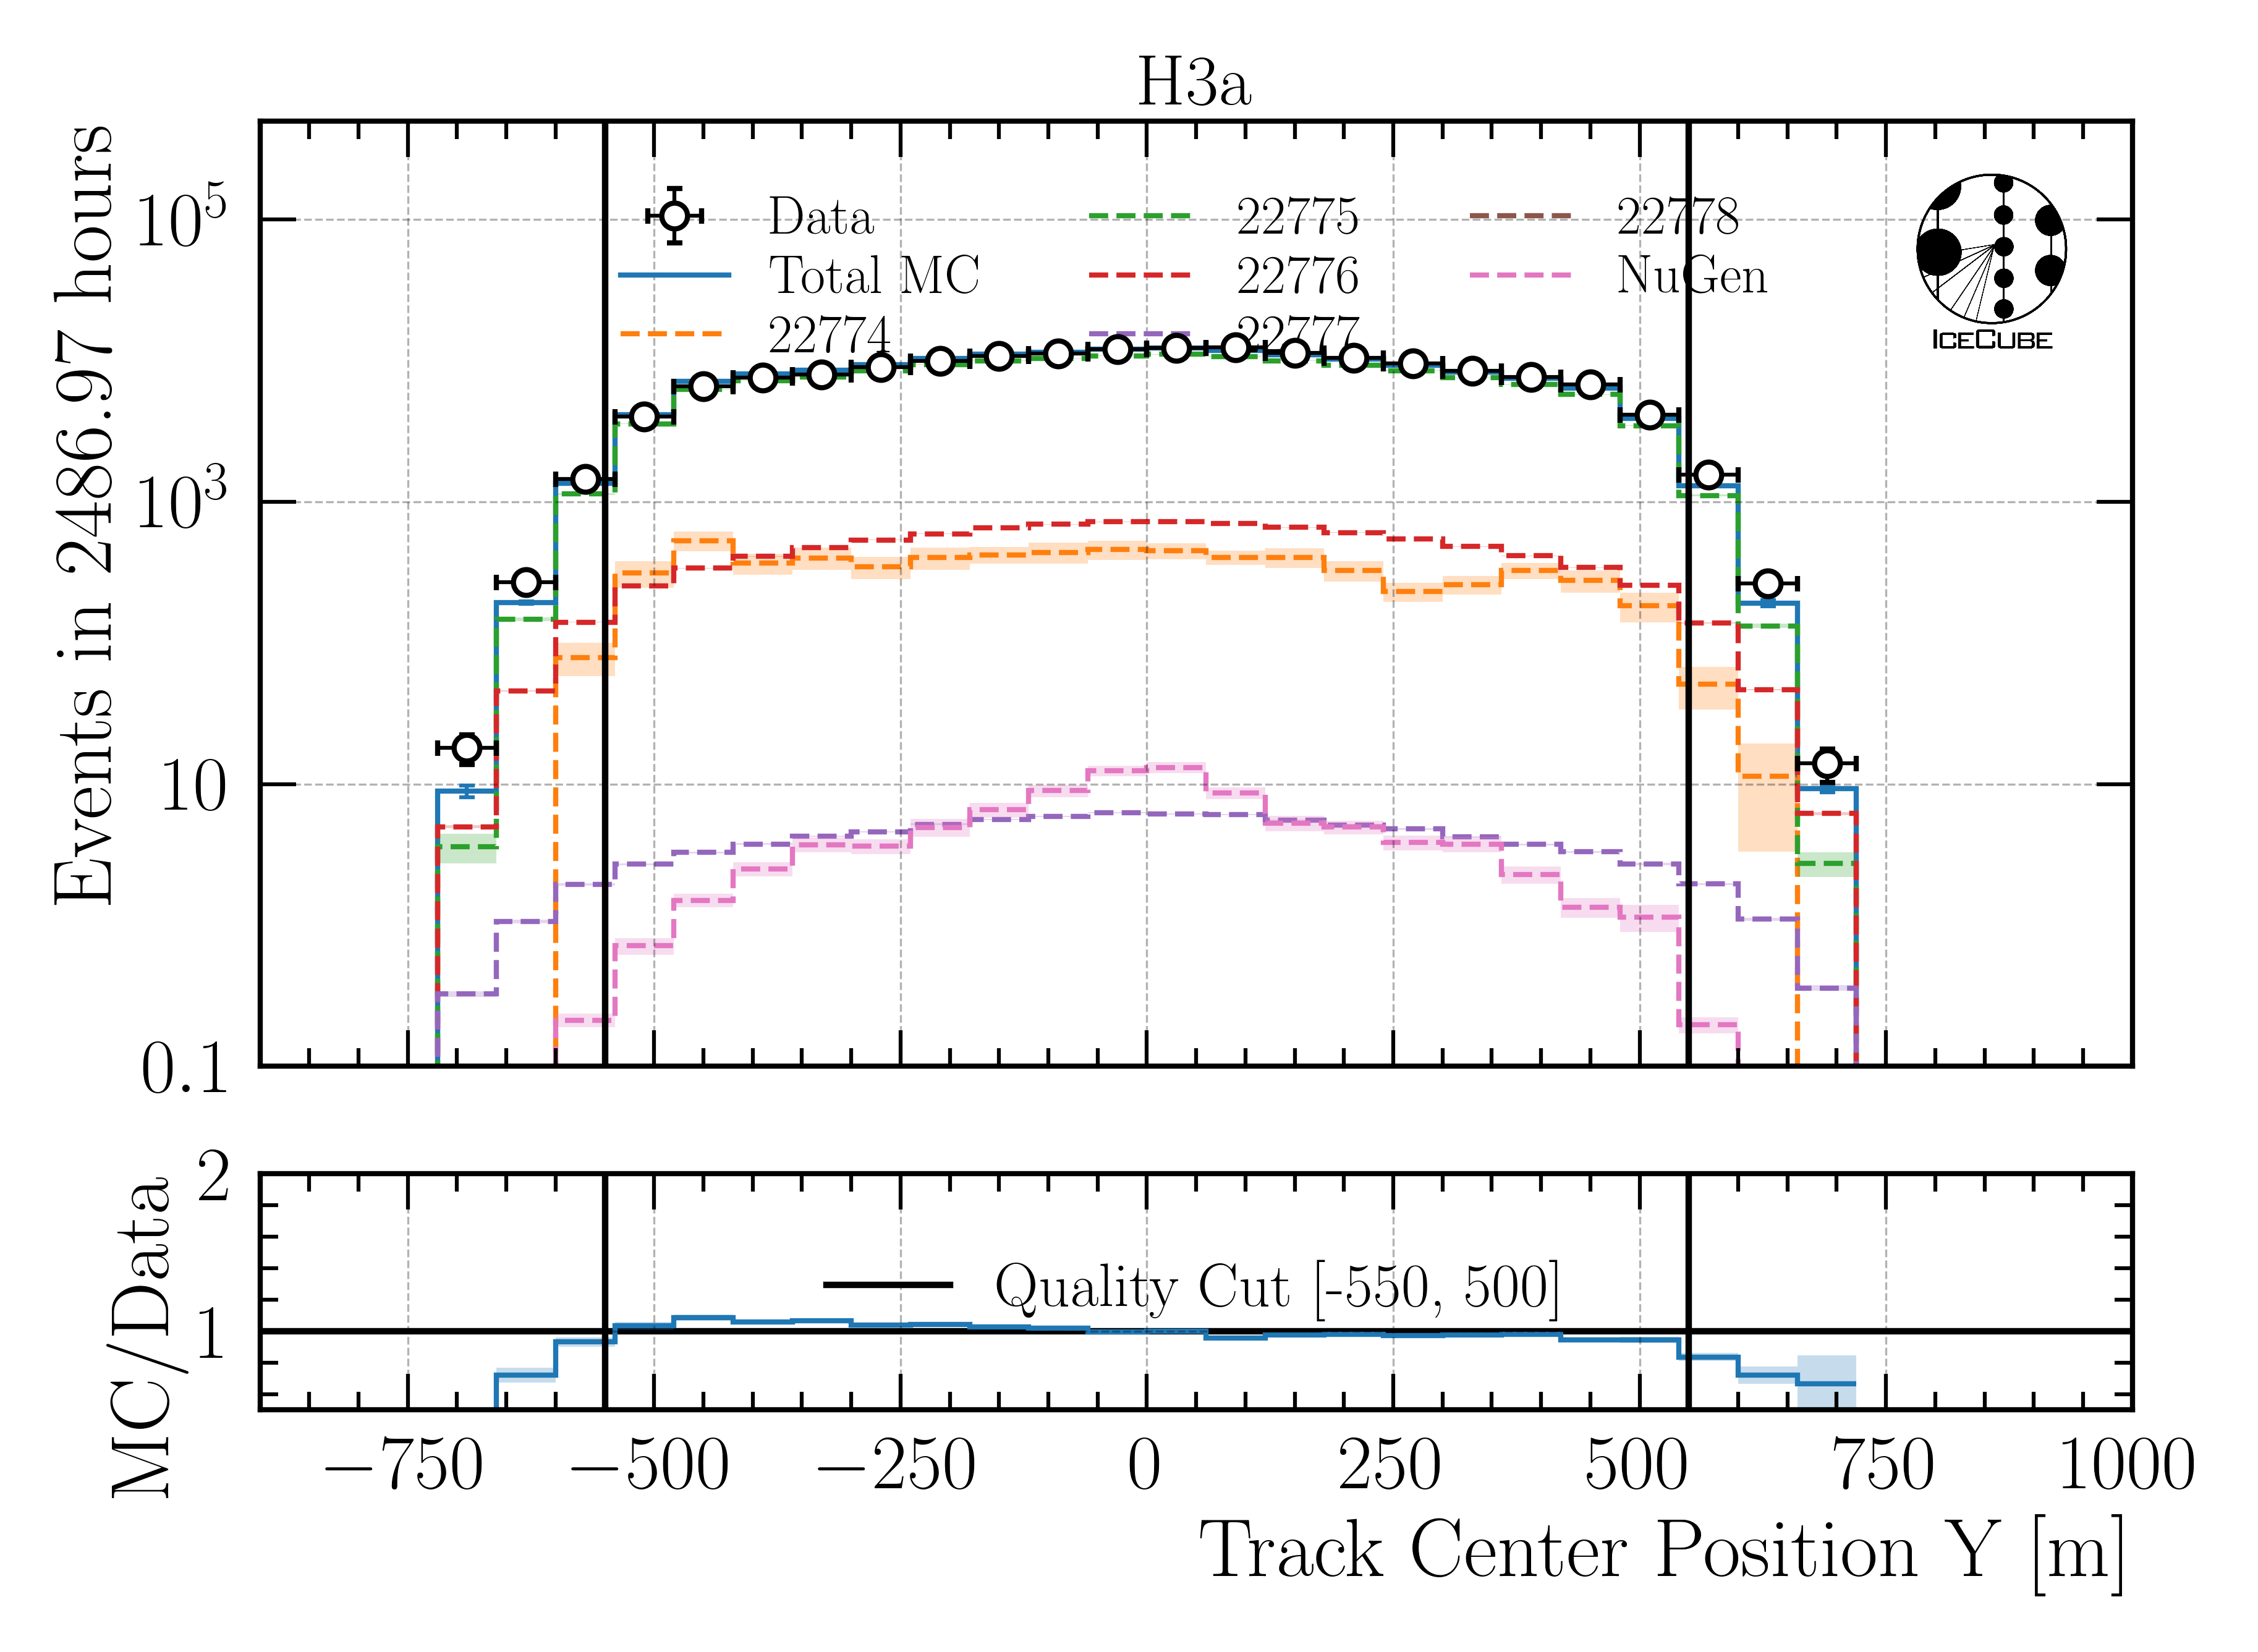 H3a
Events in 2486.97 hours
10^5
10^3
10
0.1
Data
Total MC
22774
22775
22776
22777
22778
NuGen
ICECUBE
MC/Data
2
1
Quality Cut [-550, 500]
−750 −500 −250 0 250 500 750 1000
Track Center Position Y [m]